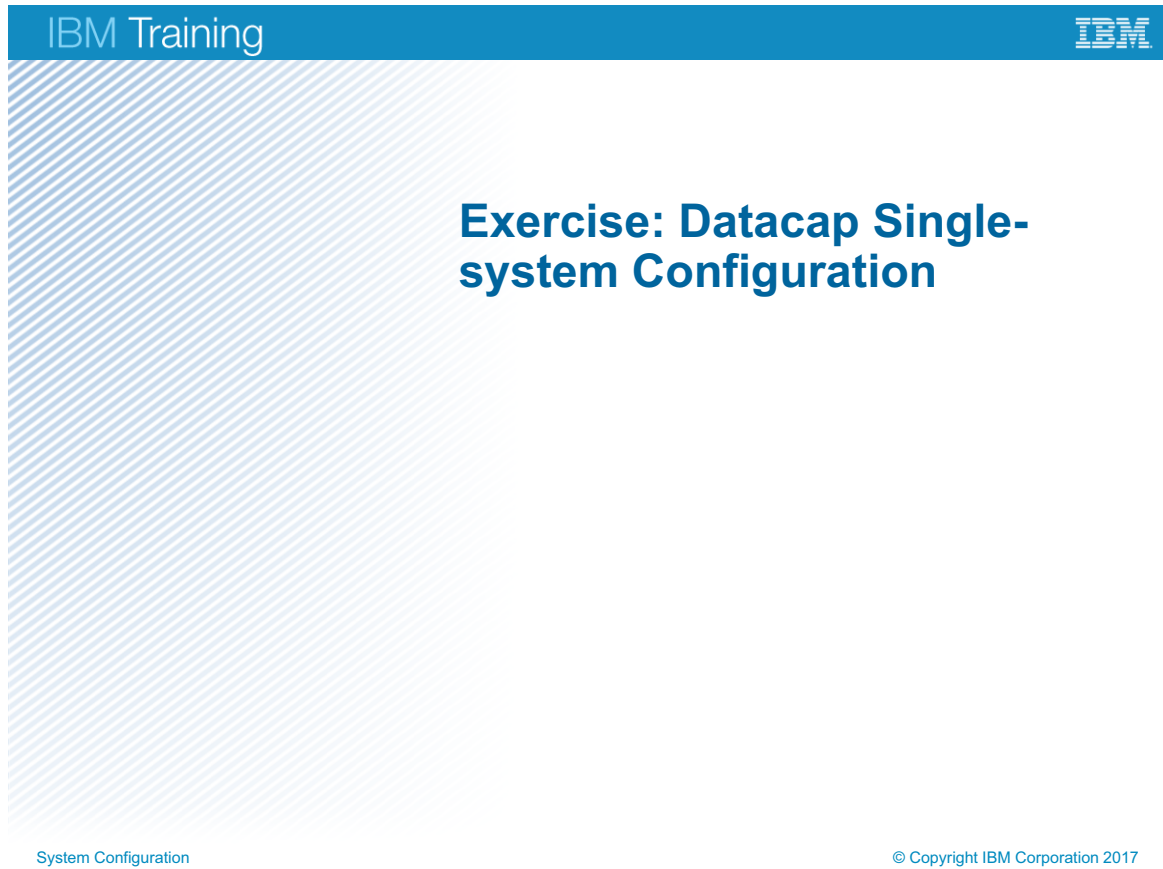 IBM Training
IBM
Exercise: Datacap Single-
system Configuration
System Configuration
© Copyright IBM Corporation 2017